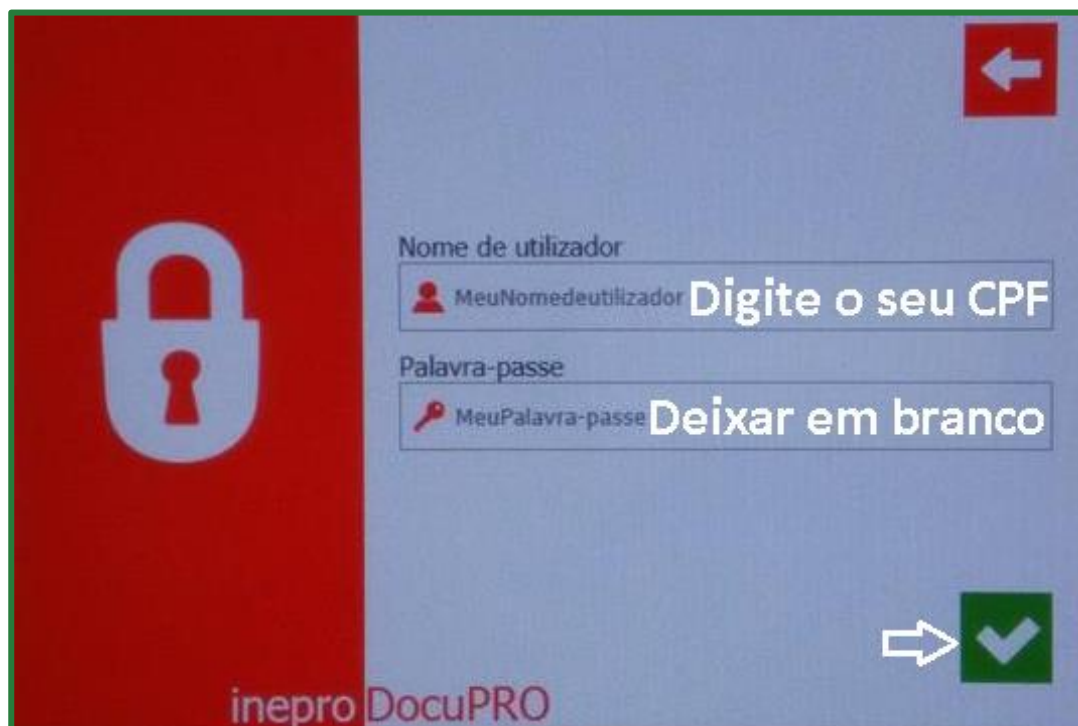 Nome de utilizador
MeuNomedeutilizador Digite o seu CPF
Palavra-passe
MeuPalavra-passe Deixar em branco
inepro DocuPRO